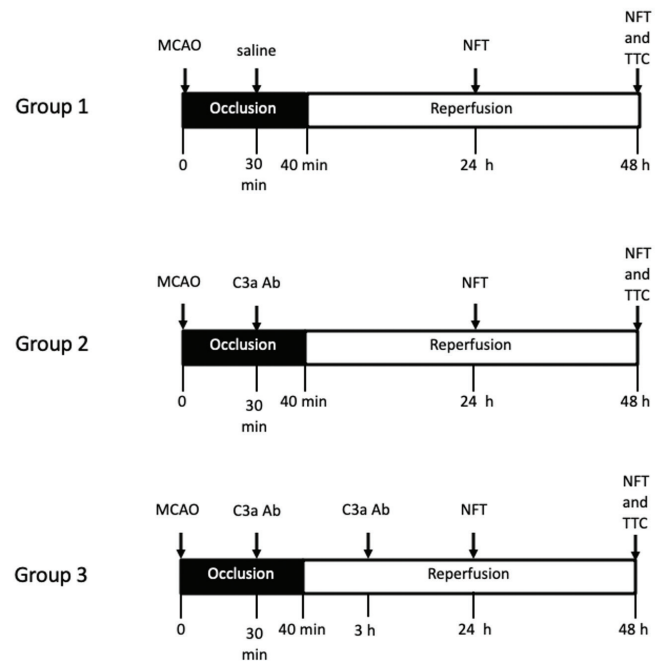 NFT
and
TTC
MCAO saline NFT
Group 1 Occlusion Reperfusion
0 30 min 40 min 24 h 48 h
NFT
and
TTC
MCAO C3a Ab NFT
Group 2 Occlusion Reperfusion
0 30 min 40 min 24 h 48 h
NFT
and
TTC
MCAO C3a Ab C3a Ab NFT
Group 3 Occlusion Reperfusion
0 30 min 40 min 3 h 24 h 48 h